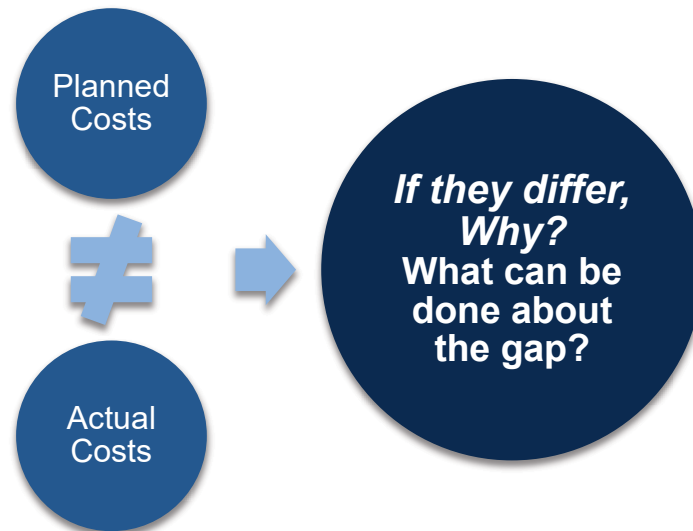 Planned
Costs
≠
Actual
Costs
If they differ,
Why?
What can be
done about
the gap?